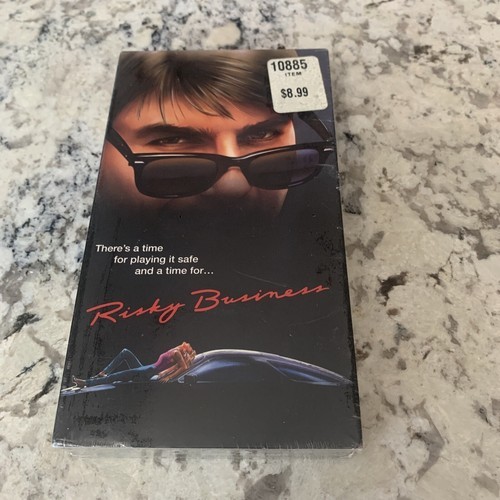 10885
ITEM
$8.99
There's a time
for playing it safe
and a time for...
Risky Business